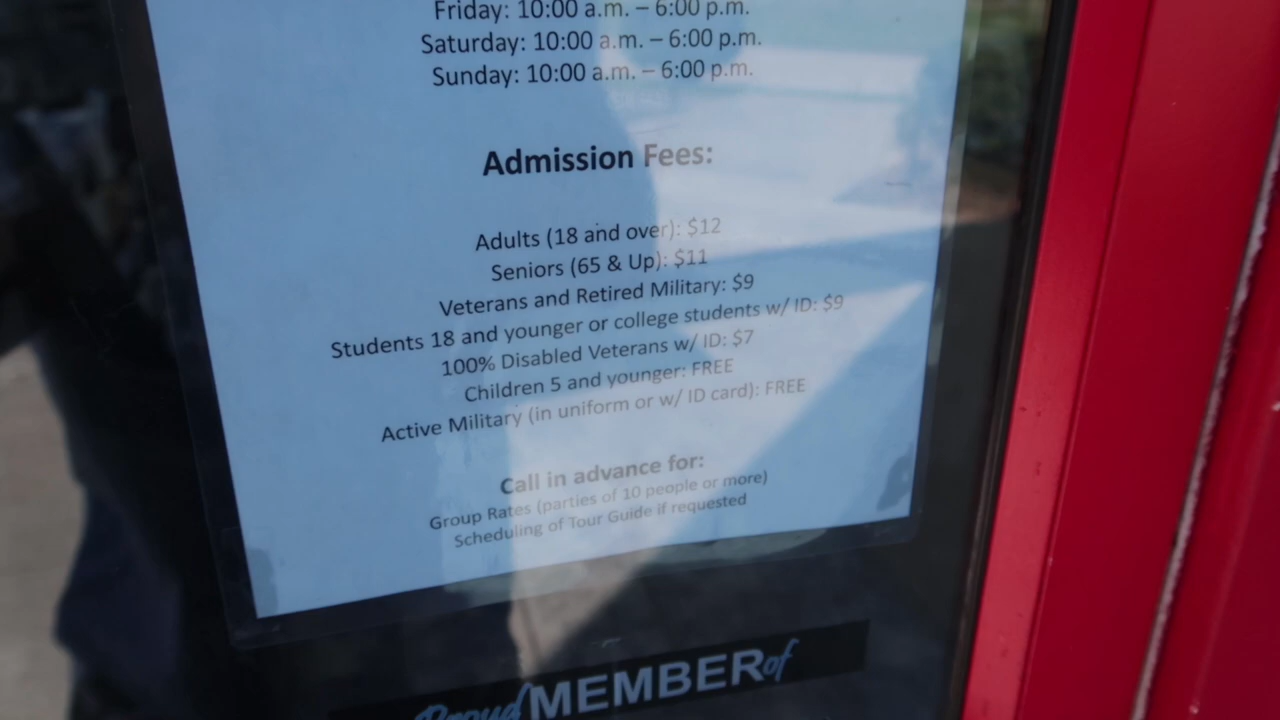 Friday: 10:00 a.m. – 6:00 p.m.
Saturday: 10:00 a.m. – 6:00 p.m.
Sunday: 10:00 a.m. – 6:00 p.m.
Admission Fees:
Adults (18 and over): $12
Seniors (65 & Up): $11
Veterans and Retired Military: $9
Students 18 and younger or college students w/ ID: $9
100% Disabled Veterans w/ ID: $7
Children 5 and younger: FREE
Active Military (in uniform or w/ ID card): FREE
Call in advance for:
Group Rates (parties of 10 people or more)
Scheduling of Tour Guide if requested
Proud MEMBER of